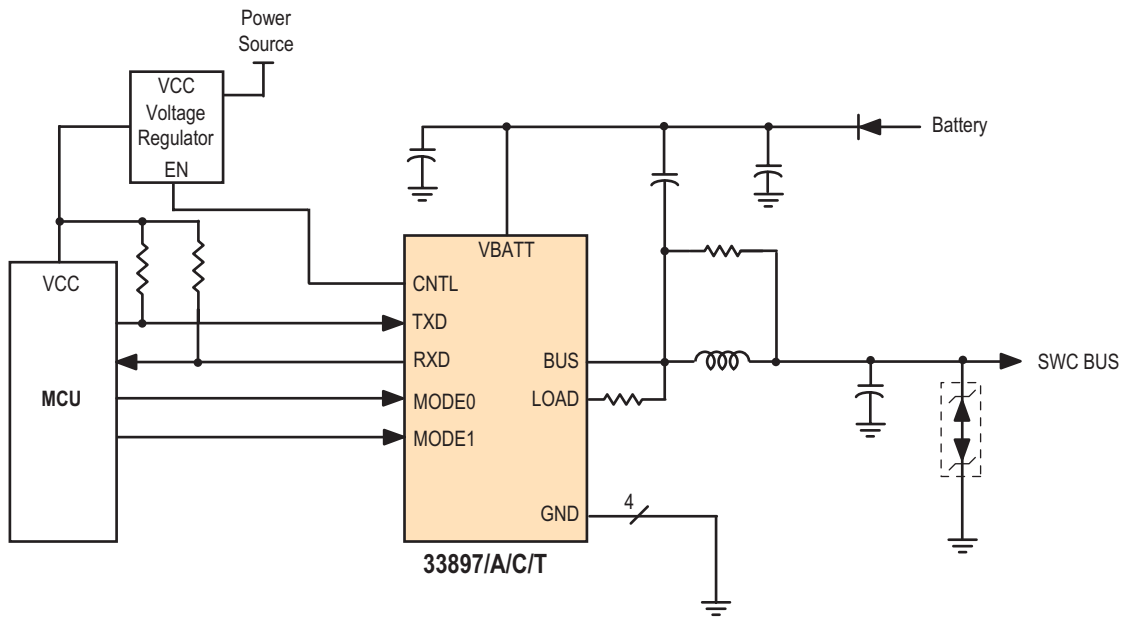 Power
Source
VCC
Voltage
Regulator
EN
Battery
VBATT
VCC
CNTL
TXD
RXD
BUS
SWC BUS
MCU
MODE0
LOAD
MODE1
GND
4
33897/A/C/T